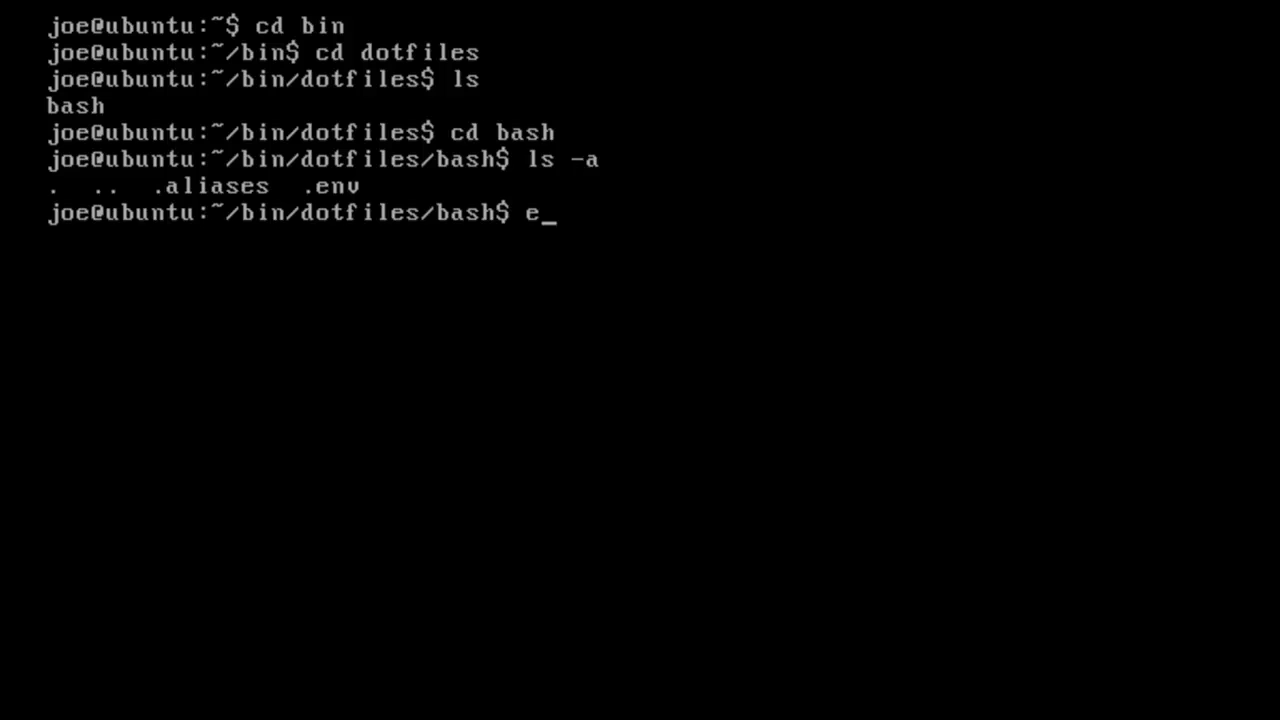 joe@ubuntu:~$ cd bin
joe@ubuntu:~/bin$ cd dotfiles
joe@ubuntu:~/bin/dotfiles$ ls
bash
joe@ubuntu:~/bin/dotfiles$ cd bash
joe@ubuntu:~/bin/dotfiles/bash$ ls -a
.  ..  .aliases  .env
joe@ubuntu:~/bin/dotfiles/bash$ e_